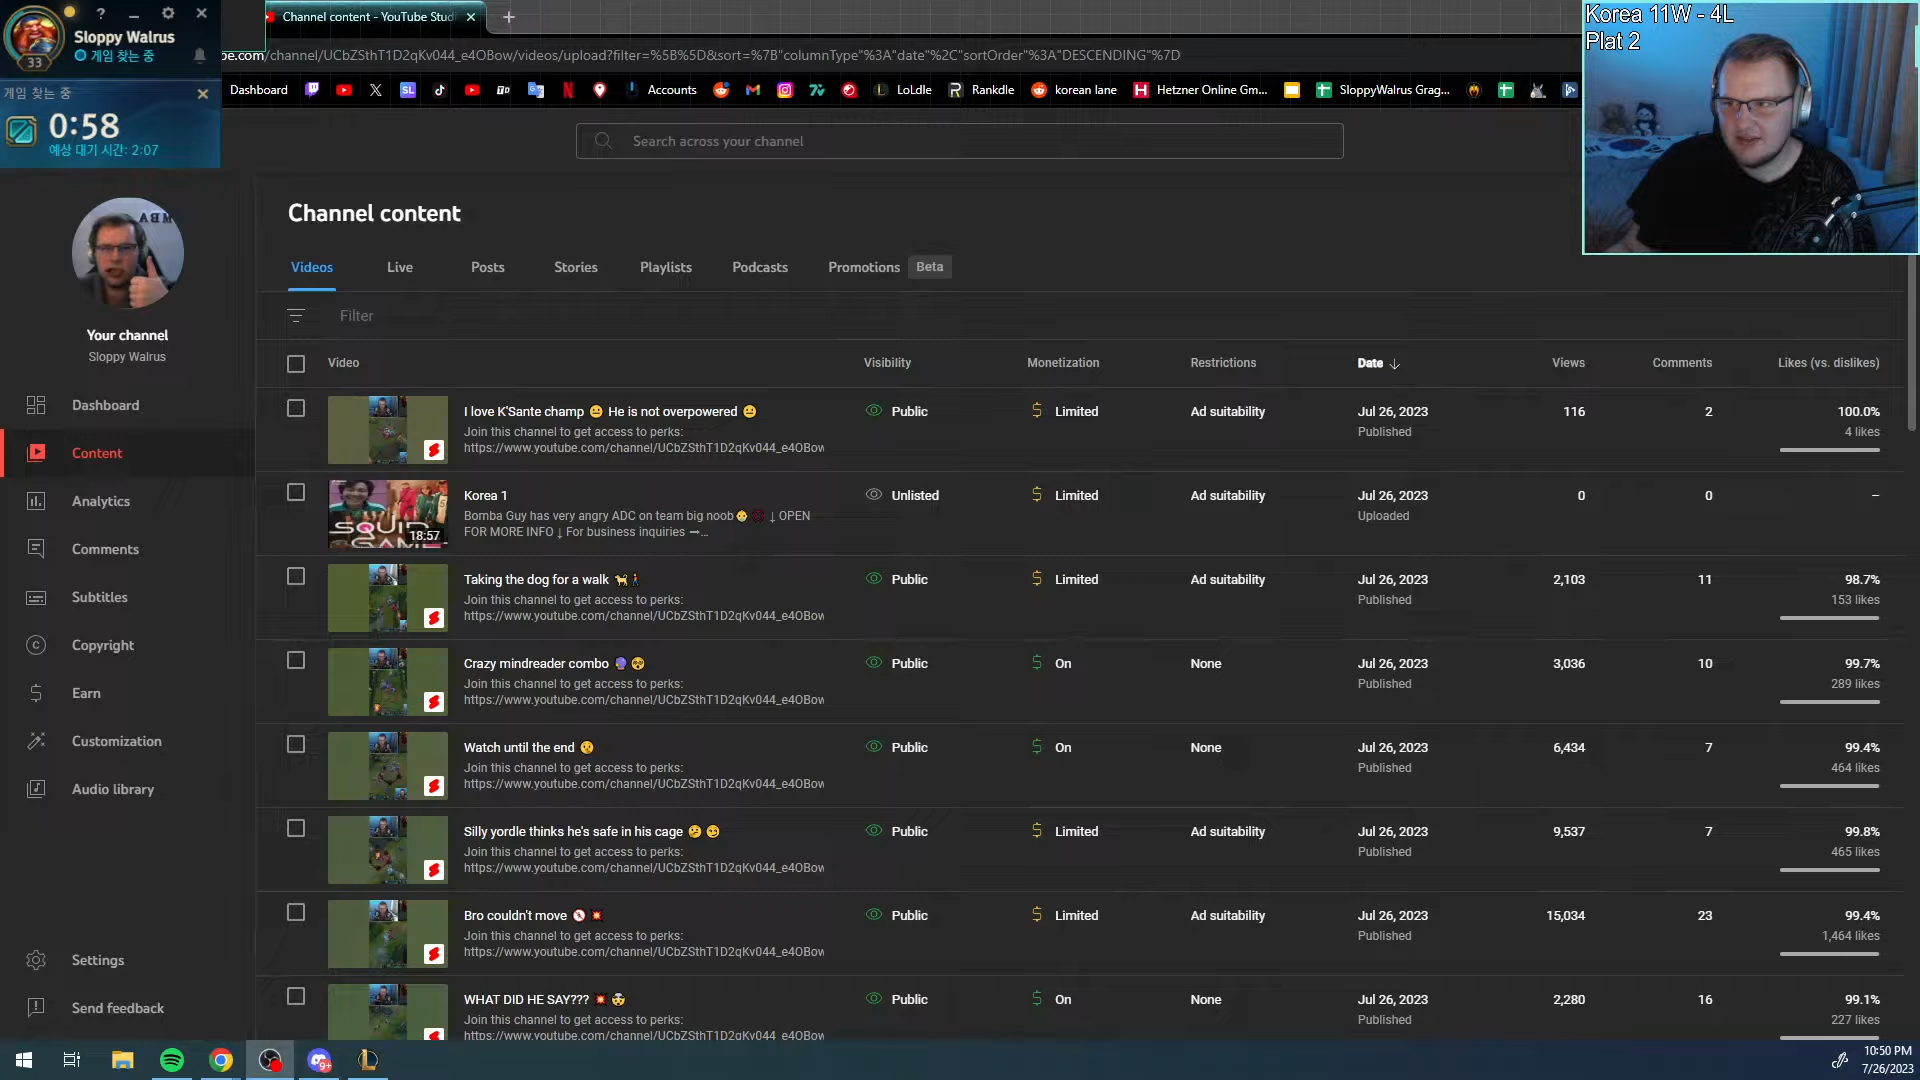 Sloppy Walrus
33
게임 찾는 중
게임 찾는 중
0:58
예상 대기 시간: 2:07
Channel content - YouTube Stud
be.com/channel/UCbZSthT1D2qKv044_e4OBow/videos/upload?filter=%5B%5D&sort=%7B"columnType"%3A"date"%2C"sortOrder"%3A"DESCENDING"%7D
Dashboard
SL
Accounts
LoLdle
Rankdle
korean lane
Hetzner Online Gm...
SloppyWalrus Grag...
Korea 11W - 4L
Plat 2
Search across your channel
Your channel
Sloppy Walrus
Dashboard
Content
Analytics
Comments
Subtitles
Copyright
Earn
Customization
Audio library
Settings
Send feedback
Channel content
Videos Live Posts Stories Playlists Podcasts Promotions Beta
Filter
Video Visibility Monetization Restrictions Date Views Comments Likes (vs. dislikes)
I love K'Sante champ 😐 He is not overpowered 😐 Public Limited Ad suitability Jul 26, 2023 116 2 100.0%
Join this channel to get access to perks: Published 4 likes
https://www.youtube.com/channel/UCbZSthT1D2qKv044_e4OBow
Korea 1 Unlisted Limited Ad suitability Jul 26, 2023 0 0 –
Bomba Guy has very angry ADC on team big noob ↓ OPEN Uploaded
FOR MORE INFO ↓ For business inquiries ➞...
SQUID GAME
18:57
Taking the dog for a walk 🐕🚶 Public Limited Ad suitability Jul 26, 2023 2,103 11 98.7%
Join this channel to get access to perks: Published 153 likes
https://www.youtube.com/channel/UCbZSthT1D2qKv044_e4OBow
Crazy mindreader combo 🔮😵 Public On None Jul 26, 2023 3,036 10 99.7%
Join this channel to get access to perks: Published 289 likes
https://www.youtube.com/channel/UCbZSthT1D2qKv044_e4OBow
Watch until the end 😢 Public On None Jul 26, 2023 6,434 7 99.4%
Join this channel to get access to perks: Published 464 likes
https://www.youtube.com/channel/UCbZSthT1D2qKv044_e4OBow
Silly yordle thinks he's safe in his cage 🤔😏 Public Limited Ad suitability Jul 26, 2023 9,537 7 99.8%
Join this channel to get access to perks: Published 465 likes
https://www.youtube.com/channel/UCbZSthT1D2qKv044_e4OBow
Bro couldn't move 🚷💥 Public Limited Ad suitability Jul 26, 2023 15,034 23 99.4%
Join this channel to get access to perks: Published 1,464 likes
https://www.youtube.com/channel/UCbZSthT1D2qKv044_e4OBow
WHAT DID HE SAY??? 💥🤯 Public On None Jul 26, 2023 2,280 16 99.1%
Join this channel to get access to perks: Published 227 likes
https://www.youtube.com/channel/UCbZSthT1D2qKv044_e4OBow
9+
10:50 PM
7/26/2023